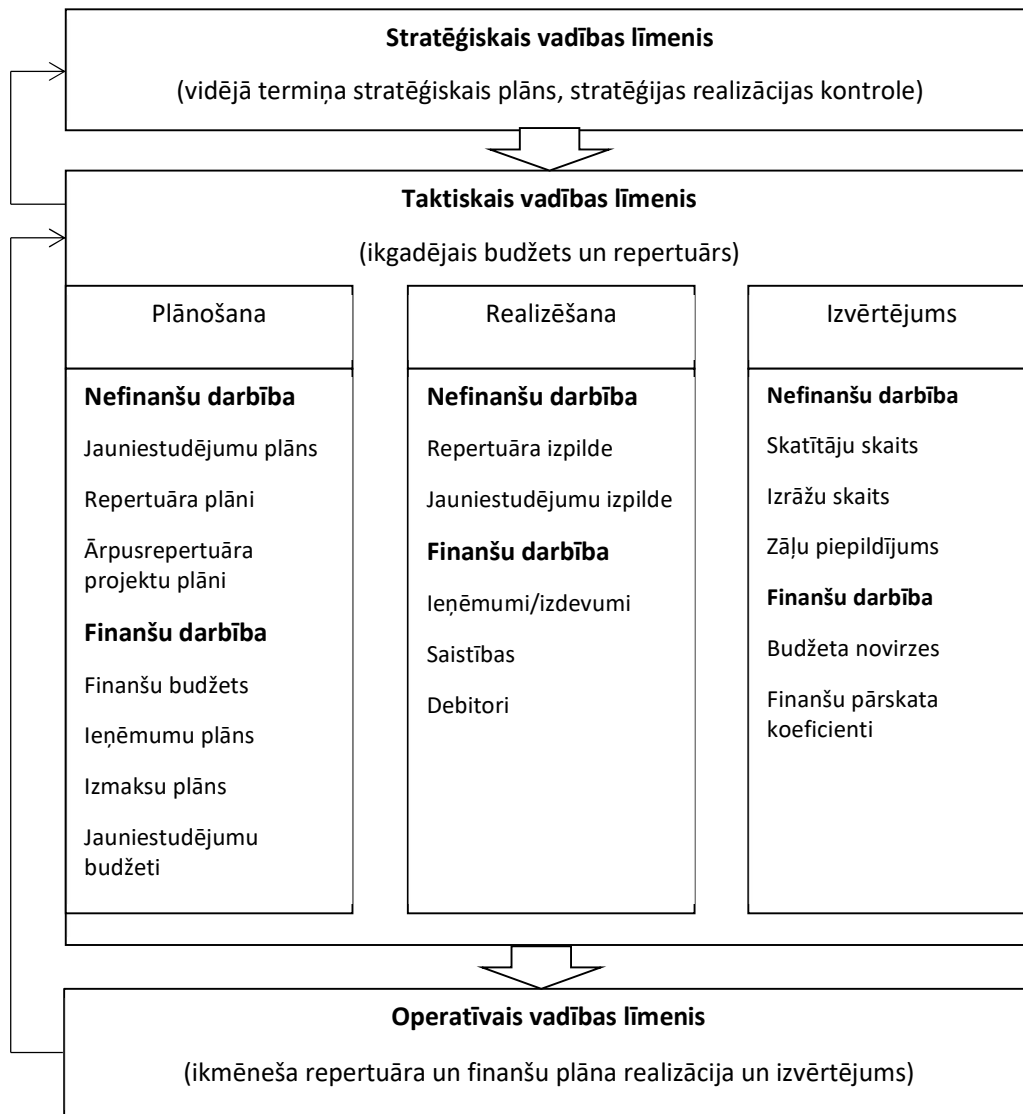 Stratēģiskais vadības līmenis
(vidējā termiņa stratēģiskais plāns, stratēģijas realizācijas kontrole)
Taktiskais vadības līmenis
(ikgadējais budžets un repertuārs)
Plānošana
Nefinanšu darbība
Jauniestudējumu plāns
Repertuāra plāni
Ārpusrepertuāra
projektu plāni
Finanšu darbība
Finanšu budžets
Ieņēmumu plāns
Izmaksu plāns
Jauniestudējumu
budžeti
Realizēšana
Nefinanšu darbība
Repertuāra izpilde
Jauniestudējumu izpilde
Finanšu darbība
Ieņēmumi/izdevumi
Saistības
Debitori
Izvērtējums
Nefinanšu darbība
Skatītāju skaits
Izrāžu skaits
Zāļu piepildījums
Finanšu darbība
Budžeta novirzes
Finanšu pārskata
koeficienti
Operatīvais vadības līmenis
(ikmēneša repertuāra un finanšu plāna realizācija un izvērtējums)